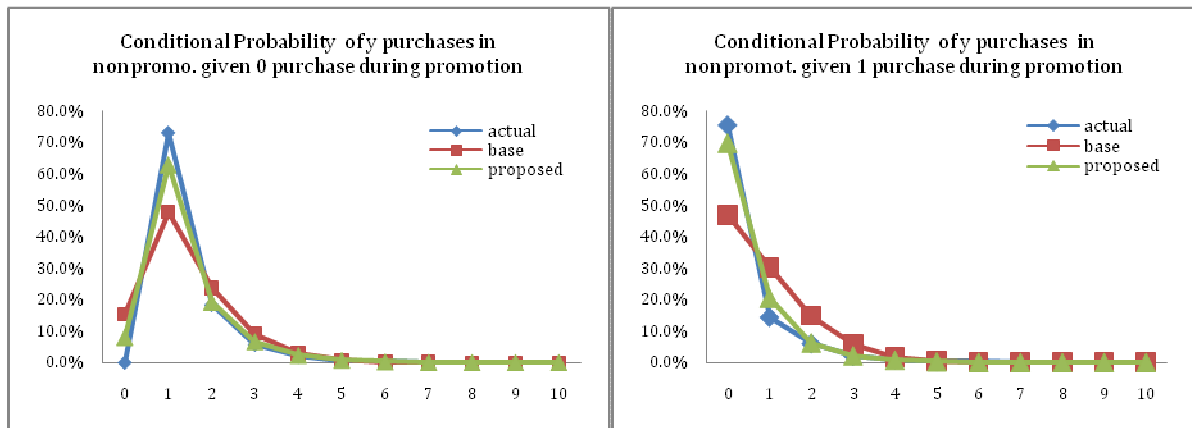 Conditional Probability of y purchases in
nonpromo. given 0 purchase during promotion
80.0%
70.0%
60.0%
50.0%
40.0%
30.0%
20.0%
10.0%
0.0%
actual
base
proposed
0 1 2 3 4 5 6 7 8 9 10
Conditional Probability of y purchases in
nonpromot. given 1 purchase during promotion
80.0%
70.0%
60.0%
50.0%
40.0%
30.0%
20.0%
10.0%
0.0%
actual
base
proposed
0 1 2 3 4 5 6 7 8 9 10